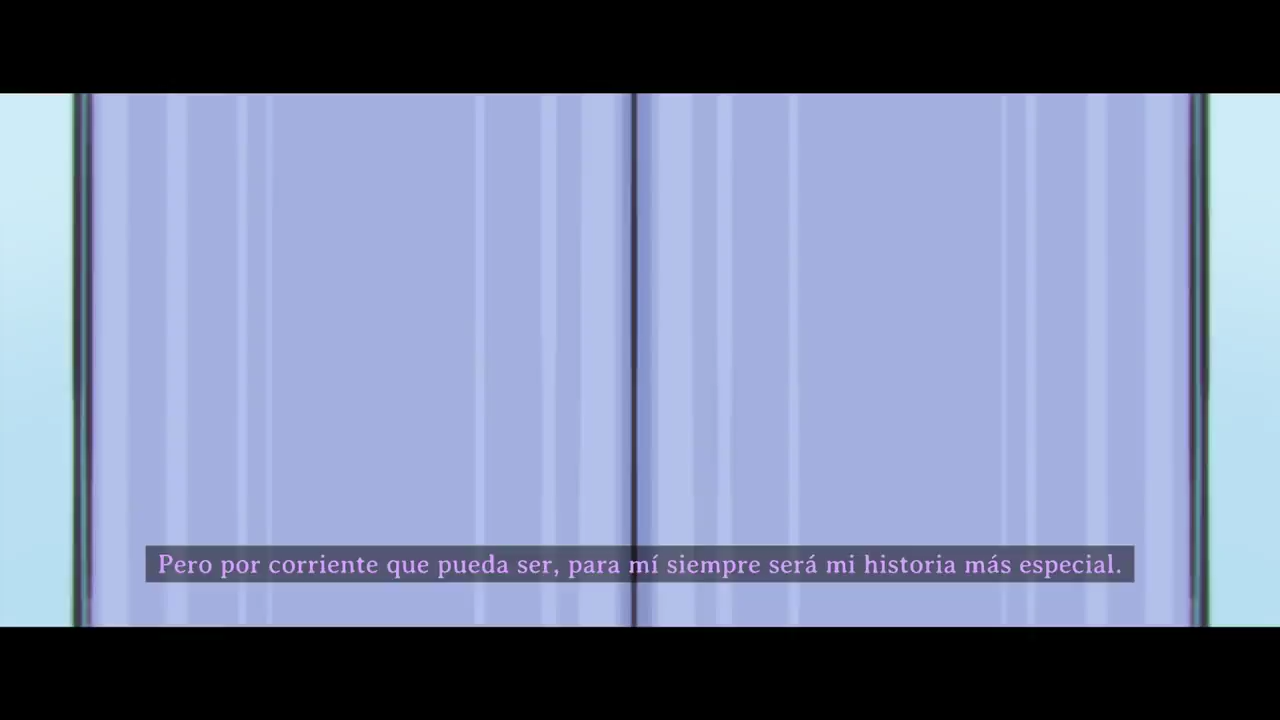 Pero por corriente que pueda ser, para mí siempre será mi historia más especial.